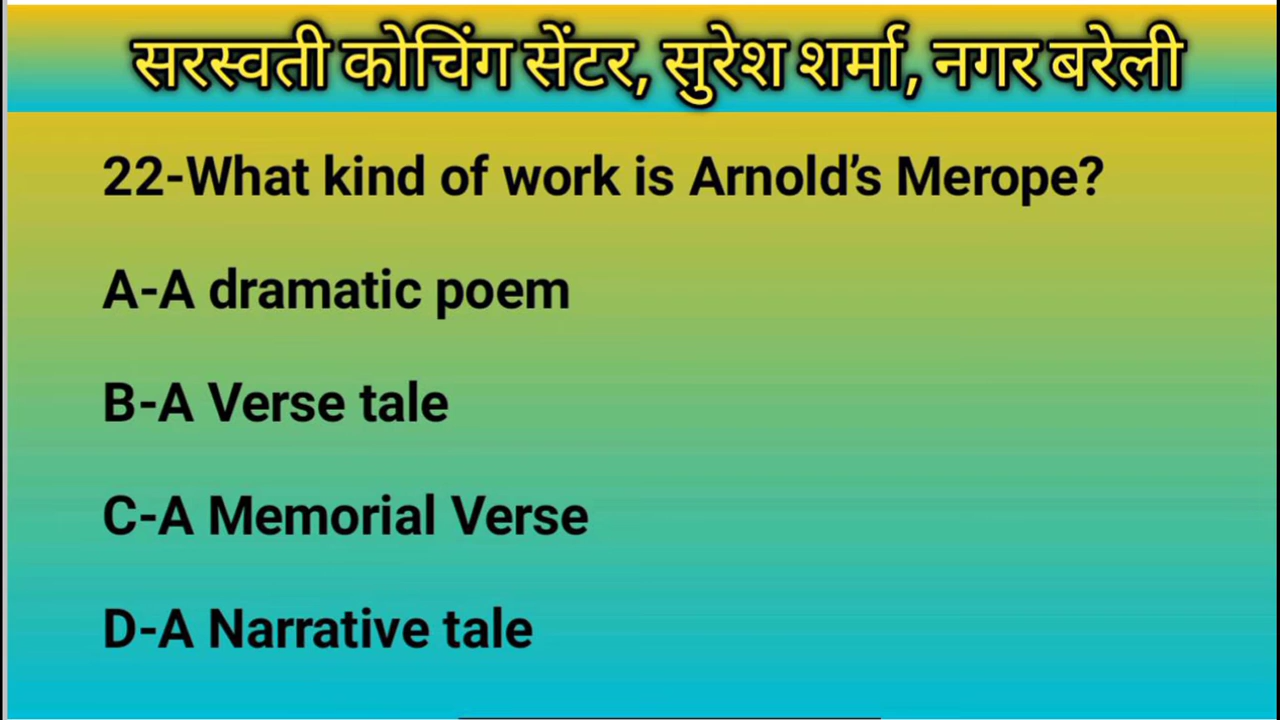 सरस्वती कोचिंग सेंटर, सुरेश शर्मा, नगर बरेली
22-What kind of work is Arnold’s Merope?
A-A dramatic poem
B-A Verse tale
C-A Memorial Verse
D-A Narrative tale